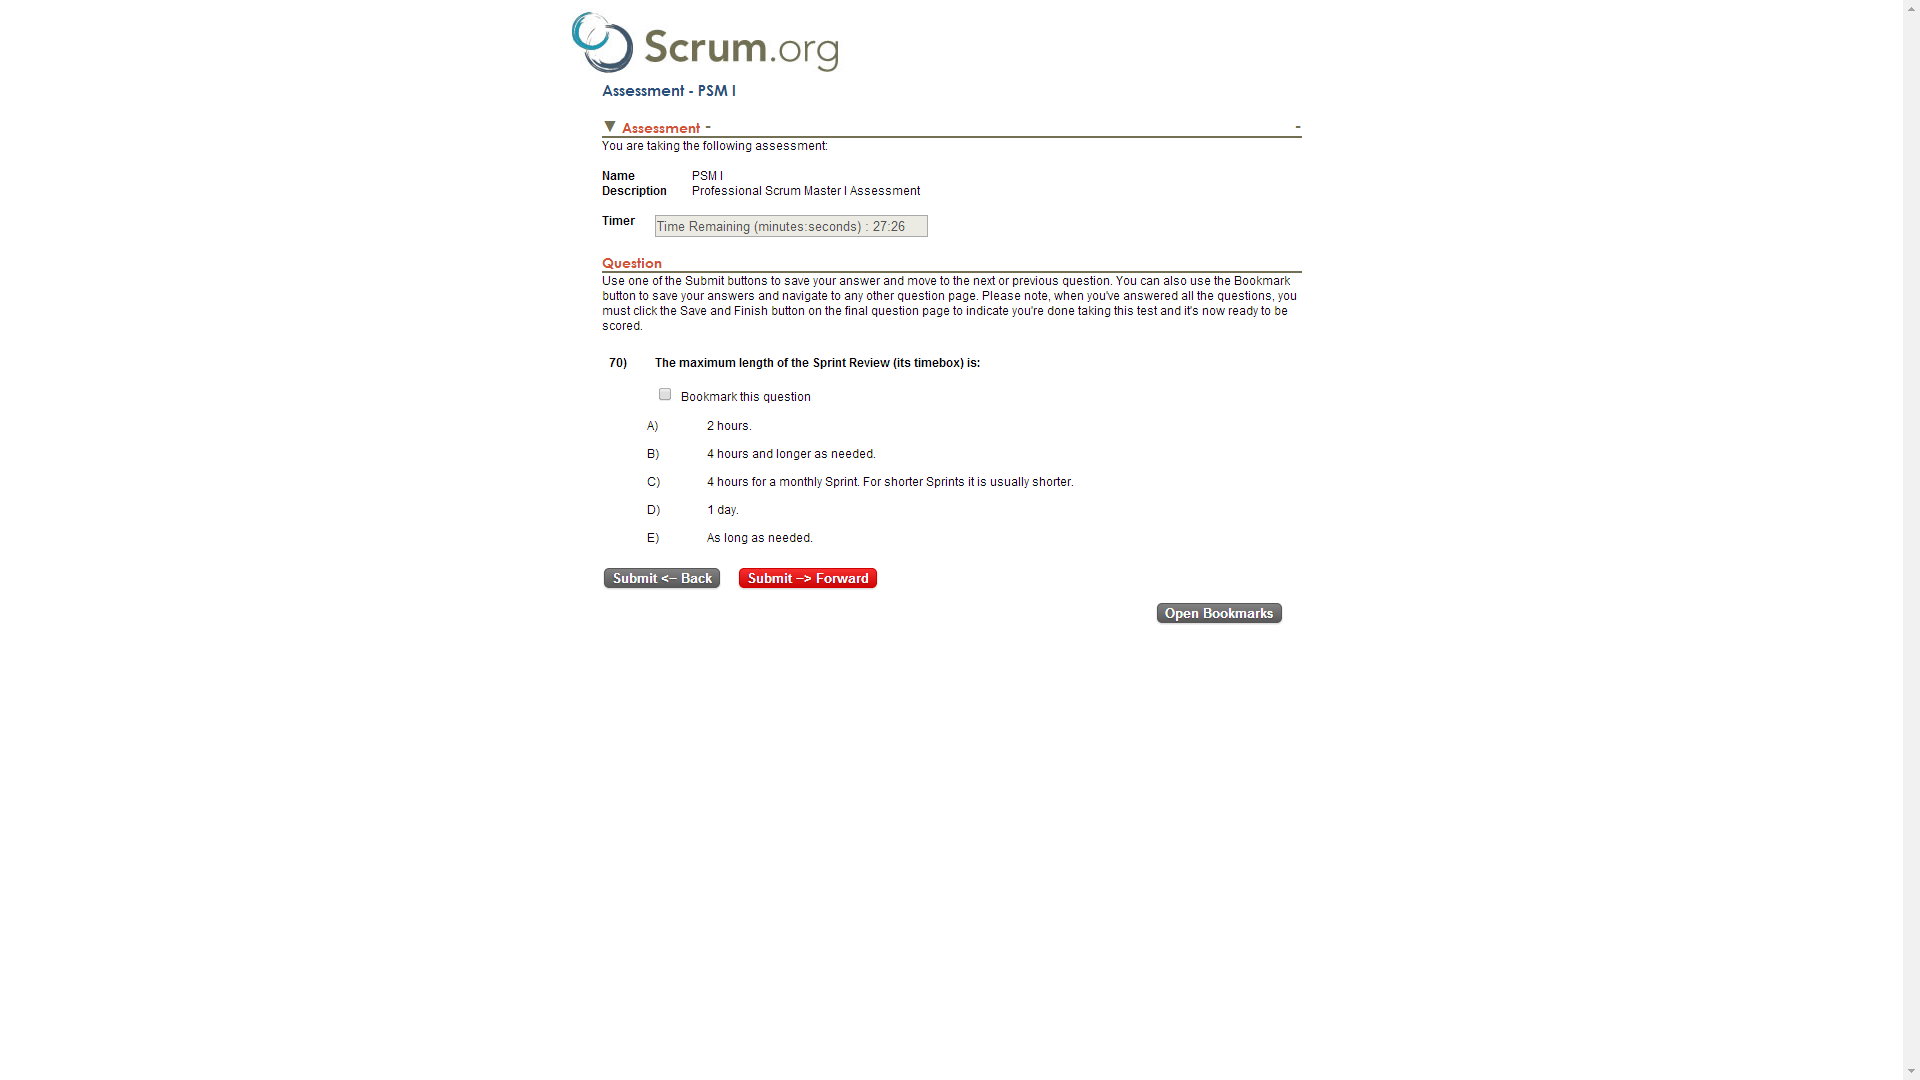 Scrum.org
Assessment - PSM I
▼ Assessment - -
You are taking the following assessment:
Name PSM I
Description Professional Scrum Master I Assessment
Timer Time Remaining (minutes:seconds) : 27:26
Question
Use one of the Submit buttons to save your answer and move to the next or previous question. You can also use the Bookmark
button to save your answers and navigate to any other question page. Please note, when you've answered all the questions, you
must click the Save and Finish button on the final question page to indicate you're done taking this test and it's now ready to be
scored.
70) The maximum length of the Sprint Review (its timebox) is:
Bookmark this question
A) 2 hours.
B) 4 hours and longer as needed.
C) 4 hours for a monthly Sprint. For shorter Sprints it is usually shorter.
D) 1 day.
E) As long as needed.
Submit <-- Back Submit --> Forward
Open Bookmarks